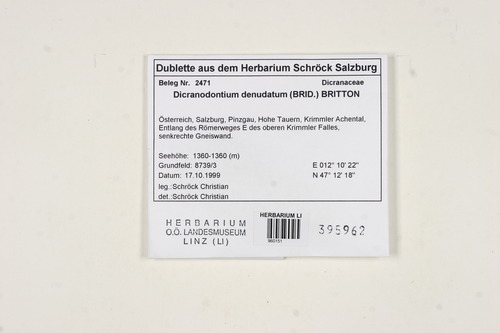 Dublette aus dem Herbarium Schröck Salzburg
Beleg Nr. 2471 Dicranaceae
Dicranodontium denudatum (BRID.) BRITTON
Österreich, Salzburg, Pinzgau, Hohe Tauern, Krimmler Achental,
Entlang des Römerweges E des oberen Krimmler Falles,
senkrechte Gneiswand.
Seehöhe: 1360-1360 (m)
Grundfeld: 8739/3 E 012° 10' 22''
Datum: 17.10.1999 N 47° 12' 18''
leg.:Schröck Christian
det.:Schröck Christian
HERBARIUM
O.Ö. LANDESMUSEUM
LINZ (LI)
HERBARIUM LI
960151
395962